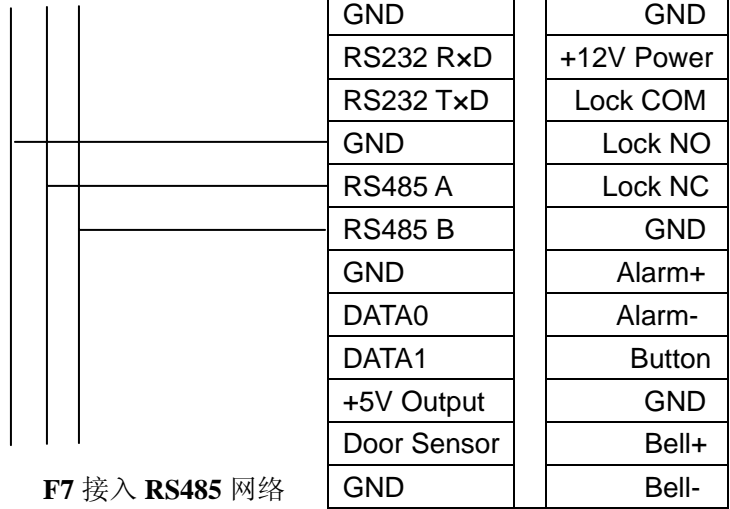 GND GND
RS232 R×D +12V Power
RS232 T×D Lock COM
GND Lock NO
RS485 A Lock NC
RS485 B GND
GND Alarm+
DATA0 Alarm-
DATA1 Button
+5V Output GND
Door Sensor Bell+
GND Bell-
F7 接入 RS485 网络